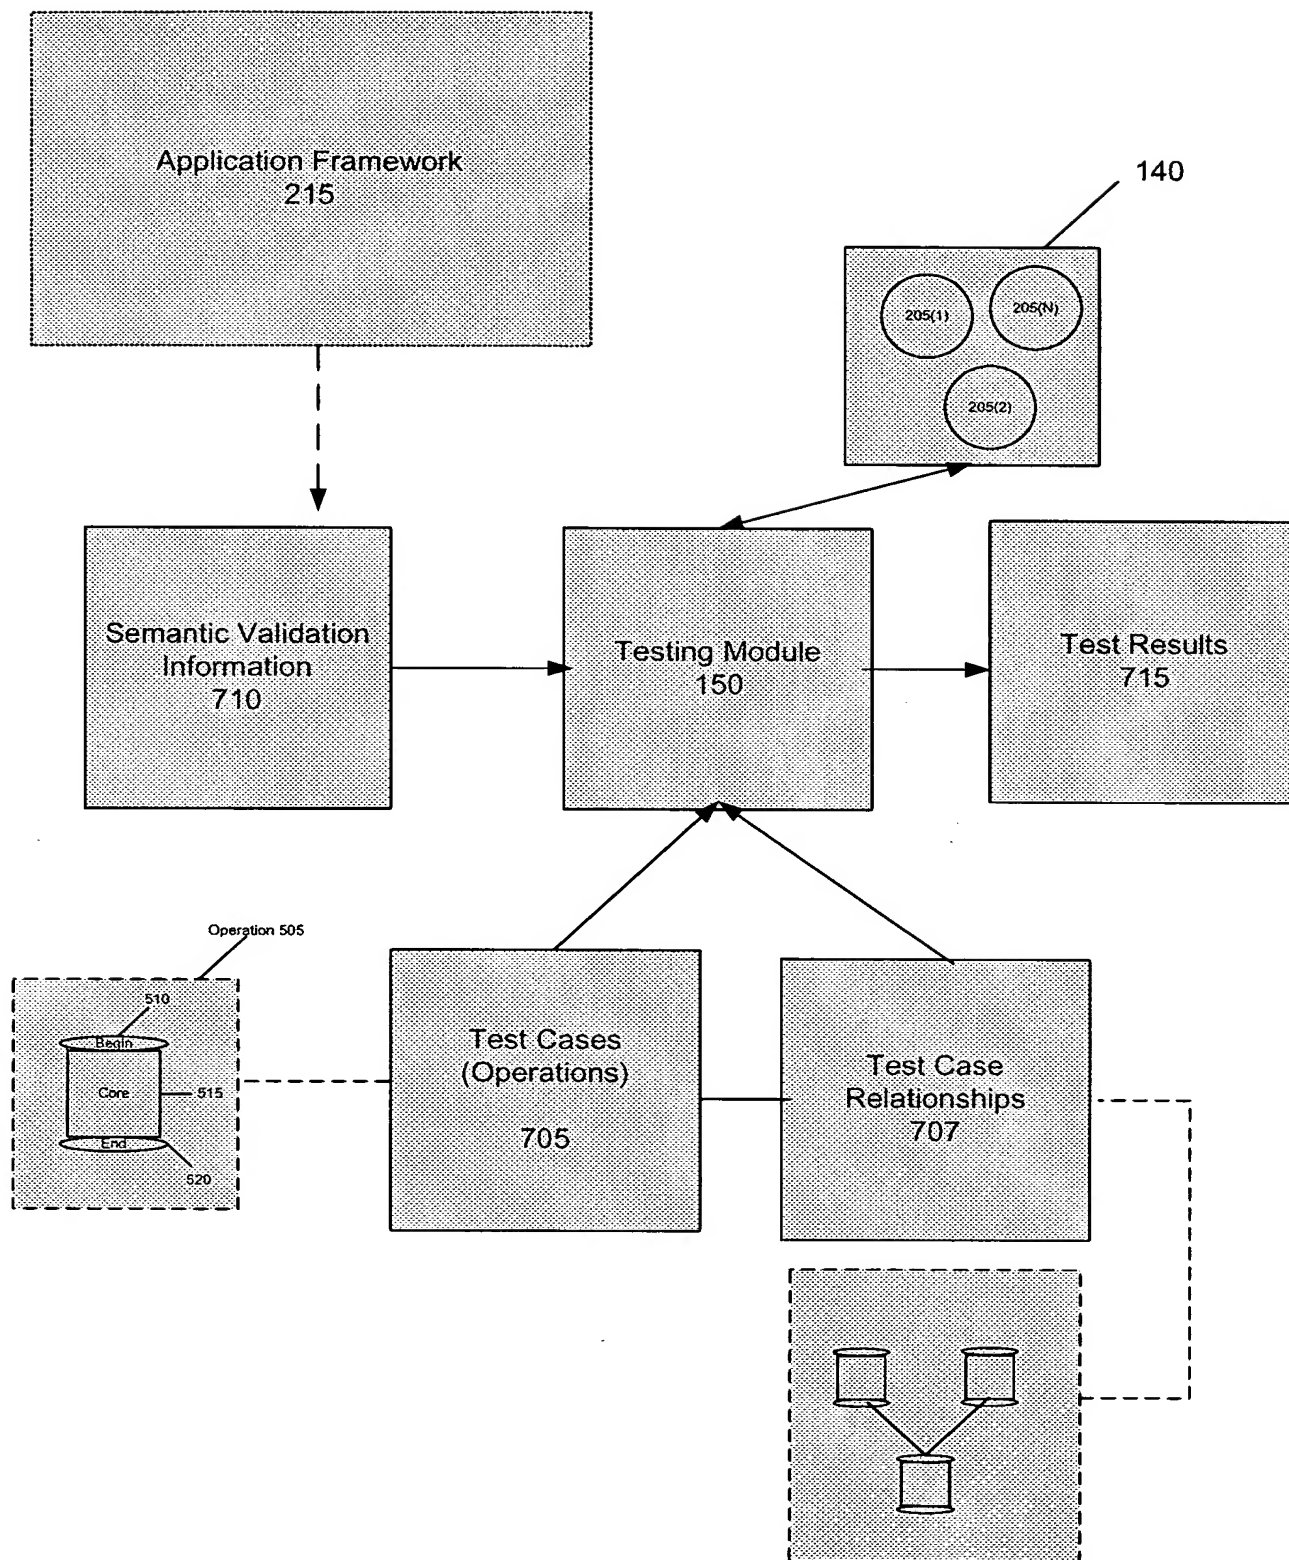 Application Framework
215
140
205(1)
205(N)
205(2)
Semantic Validation
Information
710
Testing Module
150
Test Results
715
Operation 505
510
Begin
Core
515
End
520
Test Cases
(Operations)
705
Test Case
Relationships
707